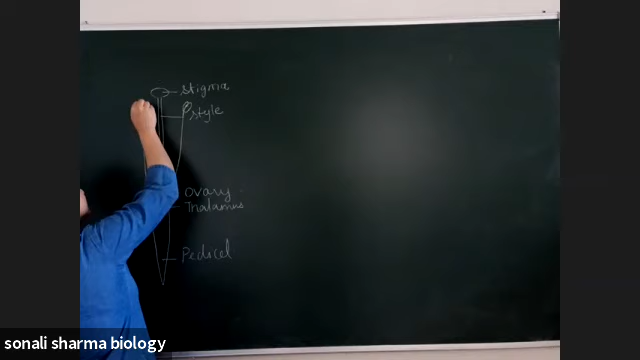 Stigma
Style
Ovary
Thalamus
Pedicel
sonali sharma biology